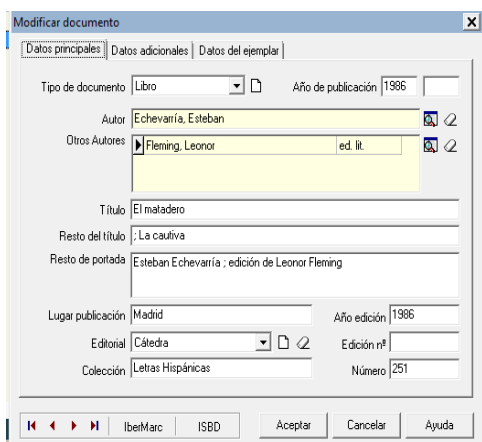 Modificar documento
Datos principales Datos adicionales Datos del ejemplar
Tipo de documento Libro Año de publicación 1986
Autor Echevarría, Esteban
Otros Autores Fleming, Leonor ed. lit.
Título El matadero
Resto del título ; La cautiva
Resto de portada Esteban Echevarría ; edición de Leonor Fleming
Lugar publicación Madrid Año edición 1986
Editorial Cátedra Edición nº
Colección Letras Hispánicas Número 251
IberMarc ISBD Aceptar Cancelar Ayuda